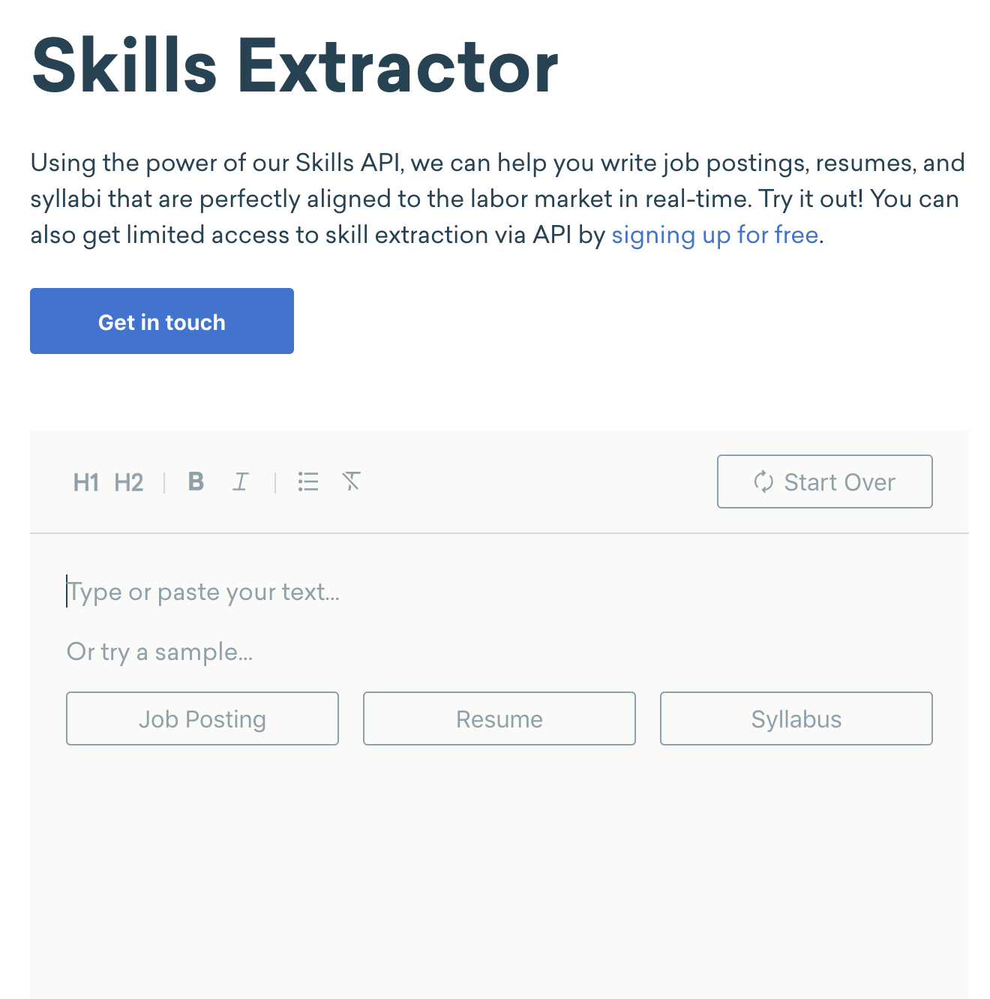 Skills Extractor
Using the power of our Skills API, we can help you write job postings, resumes, and
syllabi that are perfectly aligned to the labor market in real-time. Try it out! You can
also get limited access to skill extraction via API by signing up for free.
Get in touch
H1 H2 B I Start Over
Type or paste your text...
Or try a sample...
Job Posting Resume Syllabus